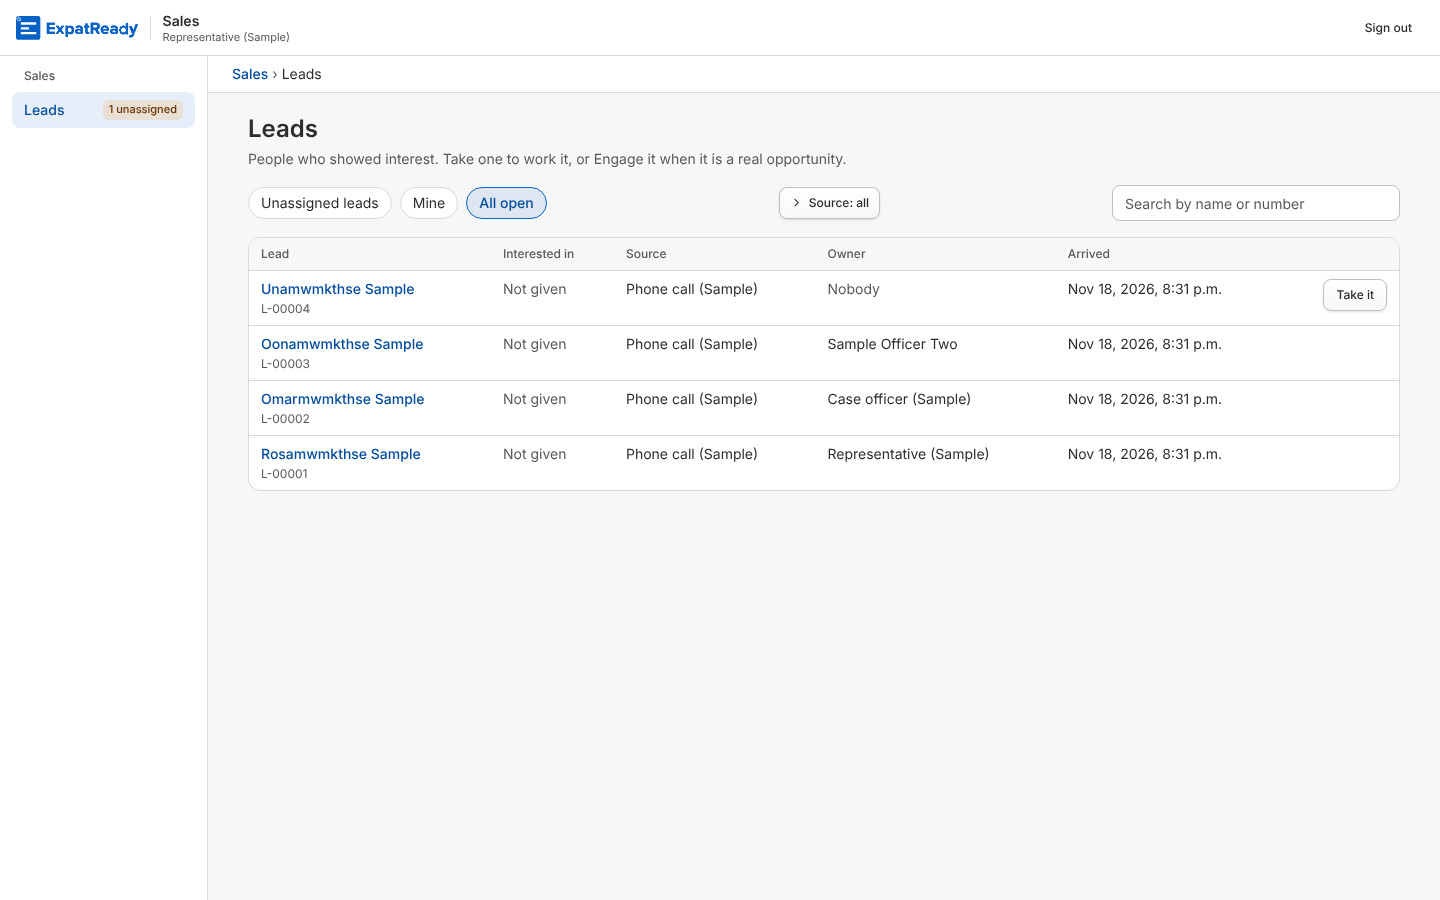 ExpatReady
Sales
Representative (Sample)
Sign out
Sales
Leads 1 unassigned
Sales › Leads
Leads
People who showed interest. Take one to work it, or Engage it when it is a real opportunity.
Unassigned leads Mine All open Source: all Search by name or number
Lead Interested in Source Owner Arrived
Unamwmkthse Sample Not given Phone call (Sample) Nobody Nov 18, 2026, 8:31 p.m. Take it
L-00004
Oonamwmkthse Sample Not given Phone call (Sample) Sample Officer Two Nov 18, 2026, 8:31 p.m.
L-00003
Omarmwmkthse Sample Not given Phone call (Sample) Case officer (Sample) Nov 18, 2026, 8:31 p.m.
L-00002
Rosamwmkthse Sample Not given Phone call (Sample) Representative (Sample) Nov 18, 2026, 8:31 p.m.
L-00001